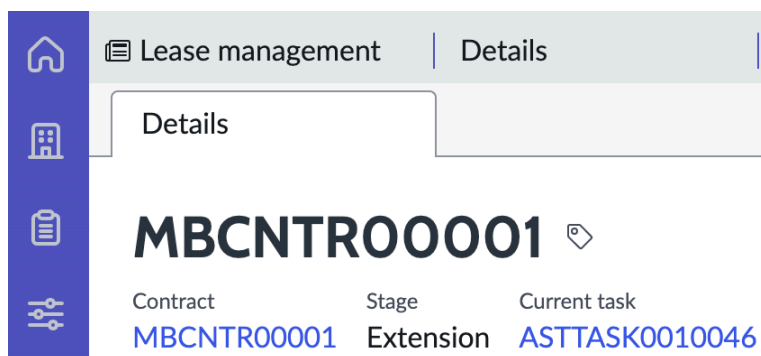 Lease management Details
Details
MBCNTR00001
Contract Stage Current task
MBCNTR00001 Extension ASTTASK0010046